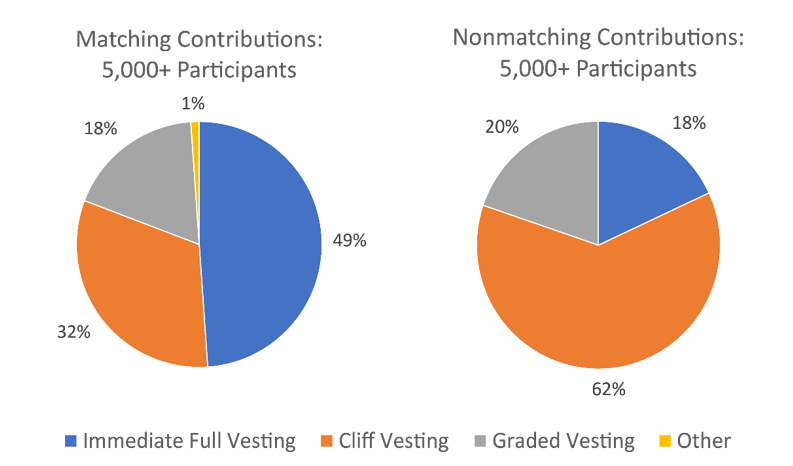 Matching Contributions:
5,000+ Participants
1%
18%
49%
32%
Nonmatching Contributions:
5,000+ Participants
20%
18%
62%
Immediate Full Vesting
Cliff Vesting
Graded Vesting
Other